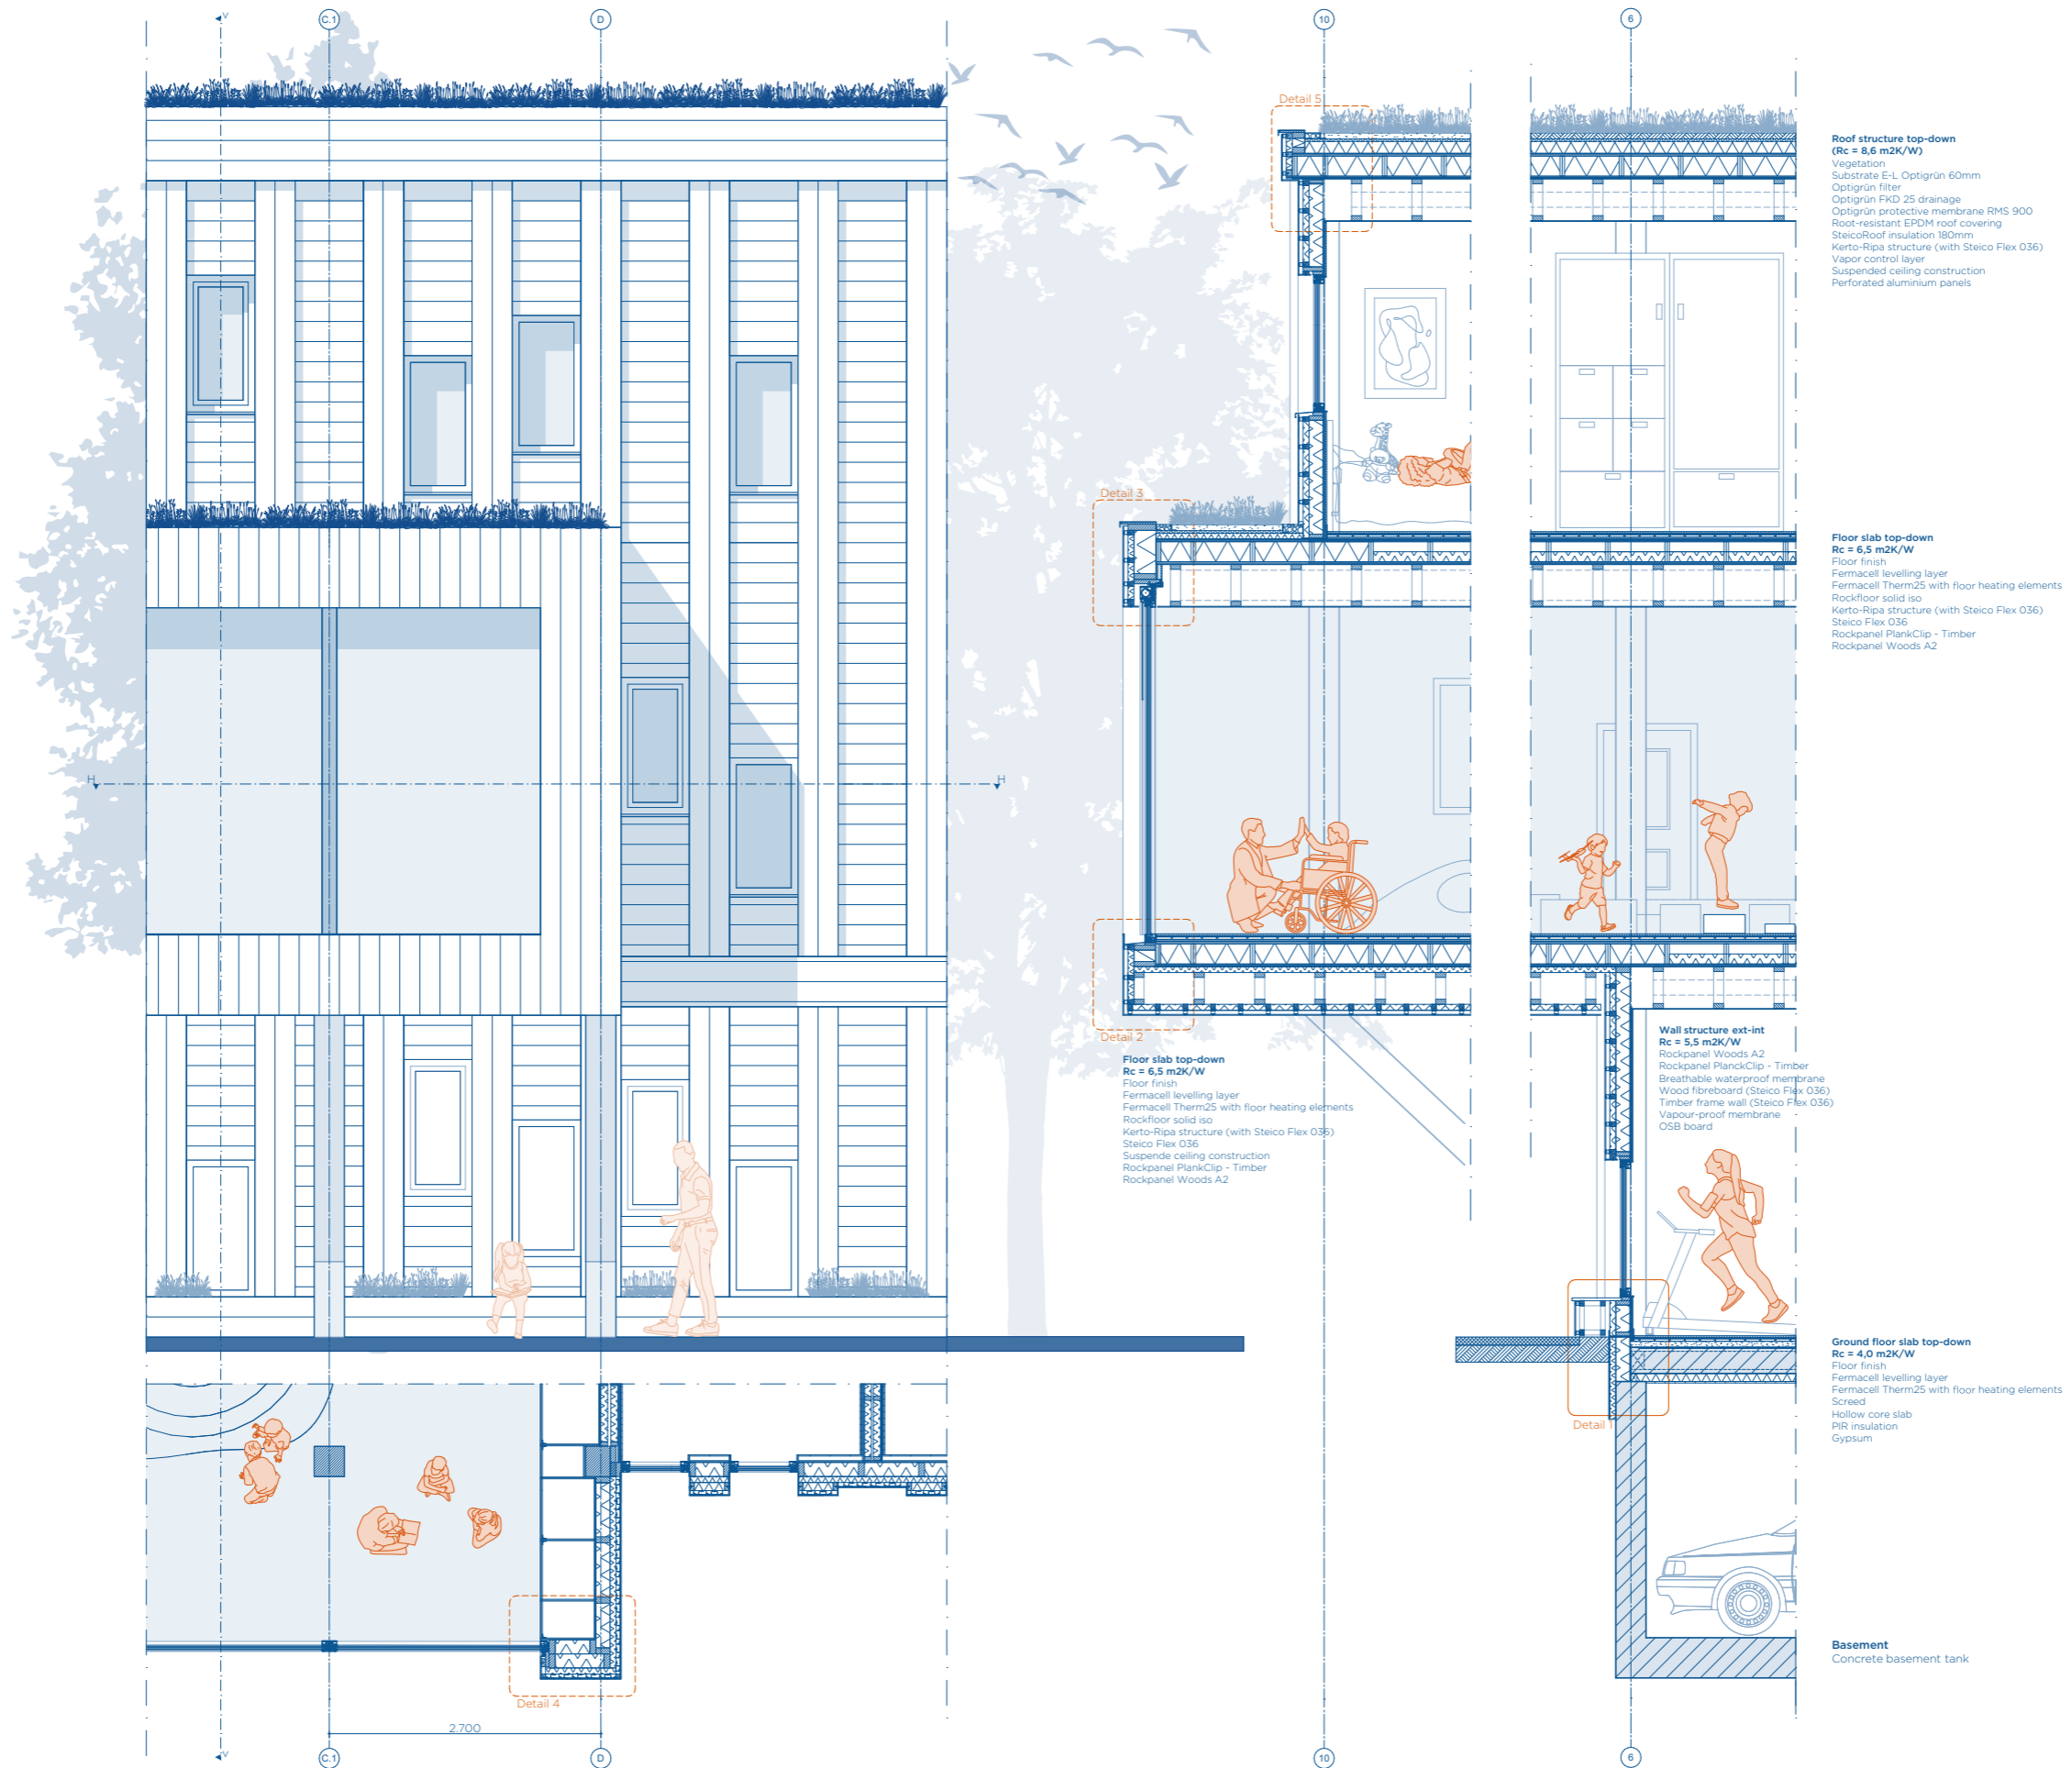 V
C.1
D
10
6
Detail 5
Roof structure top-down
(Rc = 8,6 m2K/W)
Vegetation
Substrate E-L Optigrün 60mm
Optigrün filter
Optigrün FKD 25 drainage
Optigrün protective membrane RMS 900
Root-resistant EPDM roof covering
SteicoRoof insulation 180mm
Kerto-Ripa structure (with Steico Flex 036)
Vapor control layer
Suspended ceiling construction
Perforated aluminium panels
Detail 3
Floor slab top-down
Rc = 6,5 m2K/W
Floor finish
Fermacell levelling layer
Fermacell Therm25 with floor heating elements
Rockfloor solid iso
Kerto-Ripa structure (with Steico Flex 036)
Steico Flex 036
Rockpanel PlankClip - Timber
Rockpanel Woods A2
H
H
Detail 2
Floor slab top-down
Rc = 6,5 m2K/W
Floor finish
Fermacell levelling layer
Fermacell Therm25 with floor heating elements
Rockfloor solid iso
Kerto-Ripa structure (with Steico Flex 036)
Steico Flex 036
Suspende ceiling construction
Rockpanel PlankClip - Timber
Rockpanel Woods A2
Wall structure ext-int
Rc = 5,5 m2K/W
Rockpanel Woods A2
Rockpanel PlanckClip - Timber
Breathable waterproof membrane
Wood fibreboard (Steico Flex 036)
Timber frame wall (Steico Flex 036)
Vapour-proof membrane
OSB board
Ground floor slab top-down
Rc = 4,0 m2K/W
Floor finish
Fermacell levelling layer
Fermacell Therm25 with floor heating elements
Screed
Hollow core slab
PIR insulation
Gypsum
Detail 1
Basement
Concrete basement tank
Detail 4
2.700
V
C.1
D
10
6